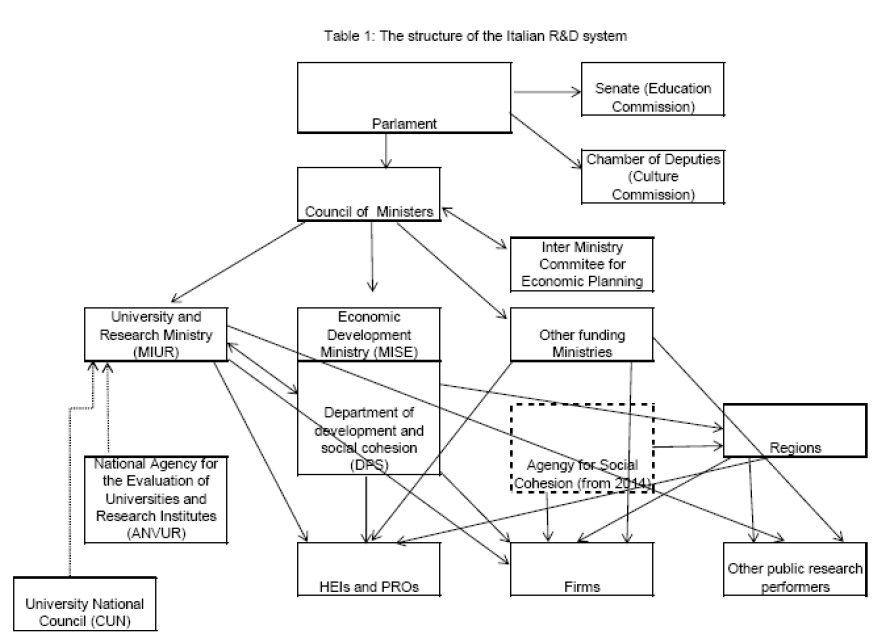 Table 1: The structure of the Italian R&D system
Parlament
Senate (Education
Commission)
Chamber of Deputies
(Culture
Commission)
Council of Ministers
Inter Ministry
Commitee for
Economic Planning
University and
Research Ministry
(MIUR)
Economic
Development
Ministry (MISE)
Other funding
Ministries
Department of
development and
social cohesion
(DPS)
Agengy for Social
Cohesion (from 2014)
Regions
National Agency for
the Evaluation of
Universities and
Research Institutes
(ANVUR)
HEIs and PROs
Firms
Other public research
performers
University National
Council (CUN)